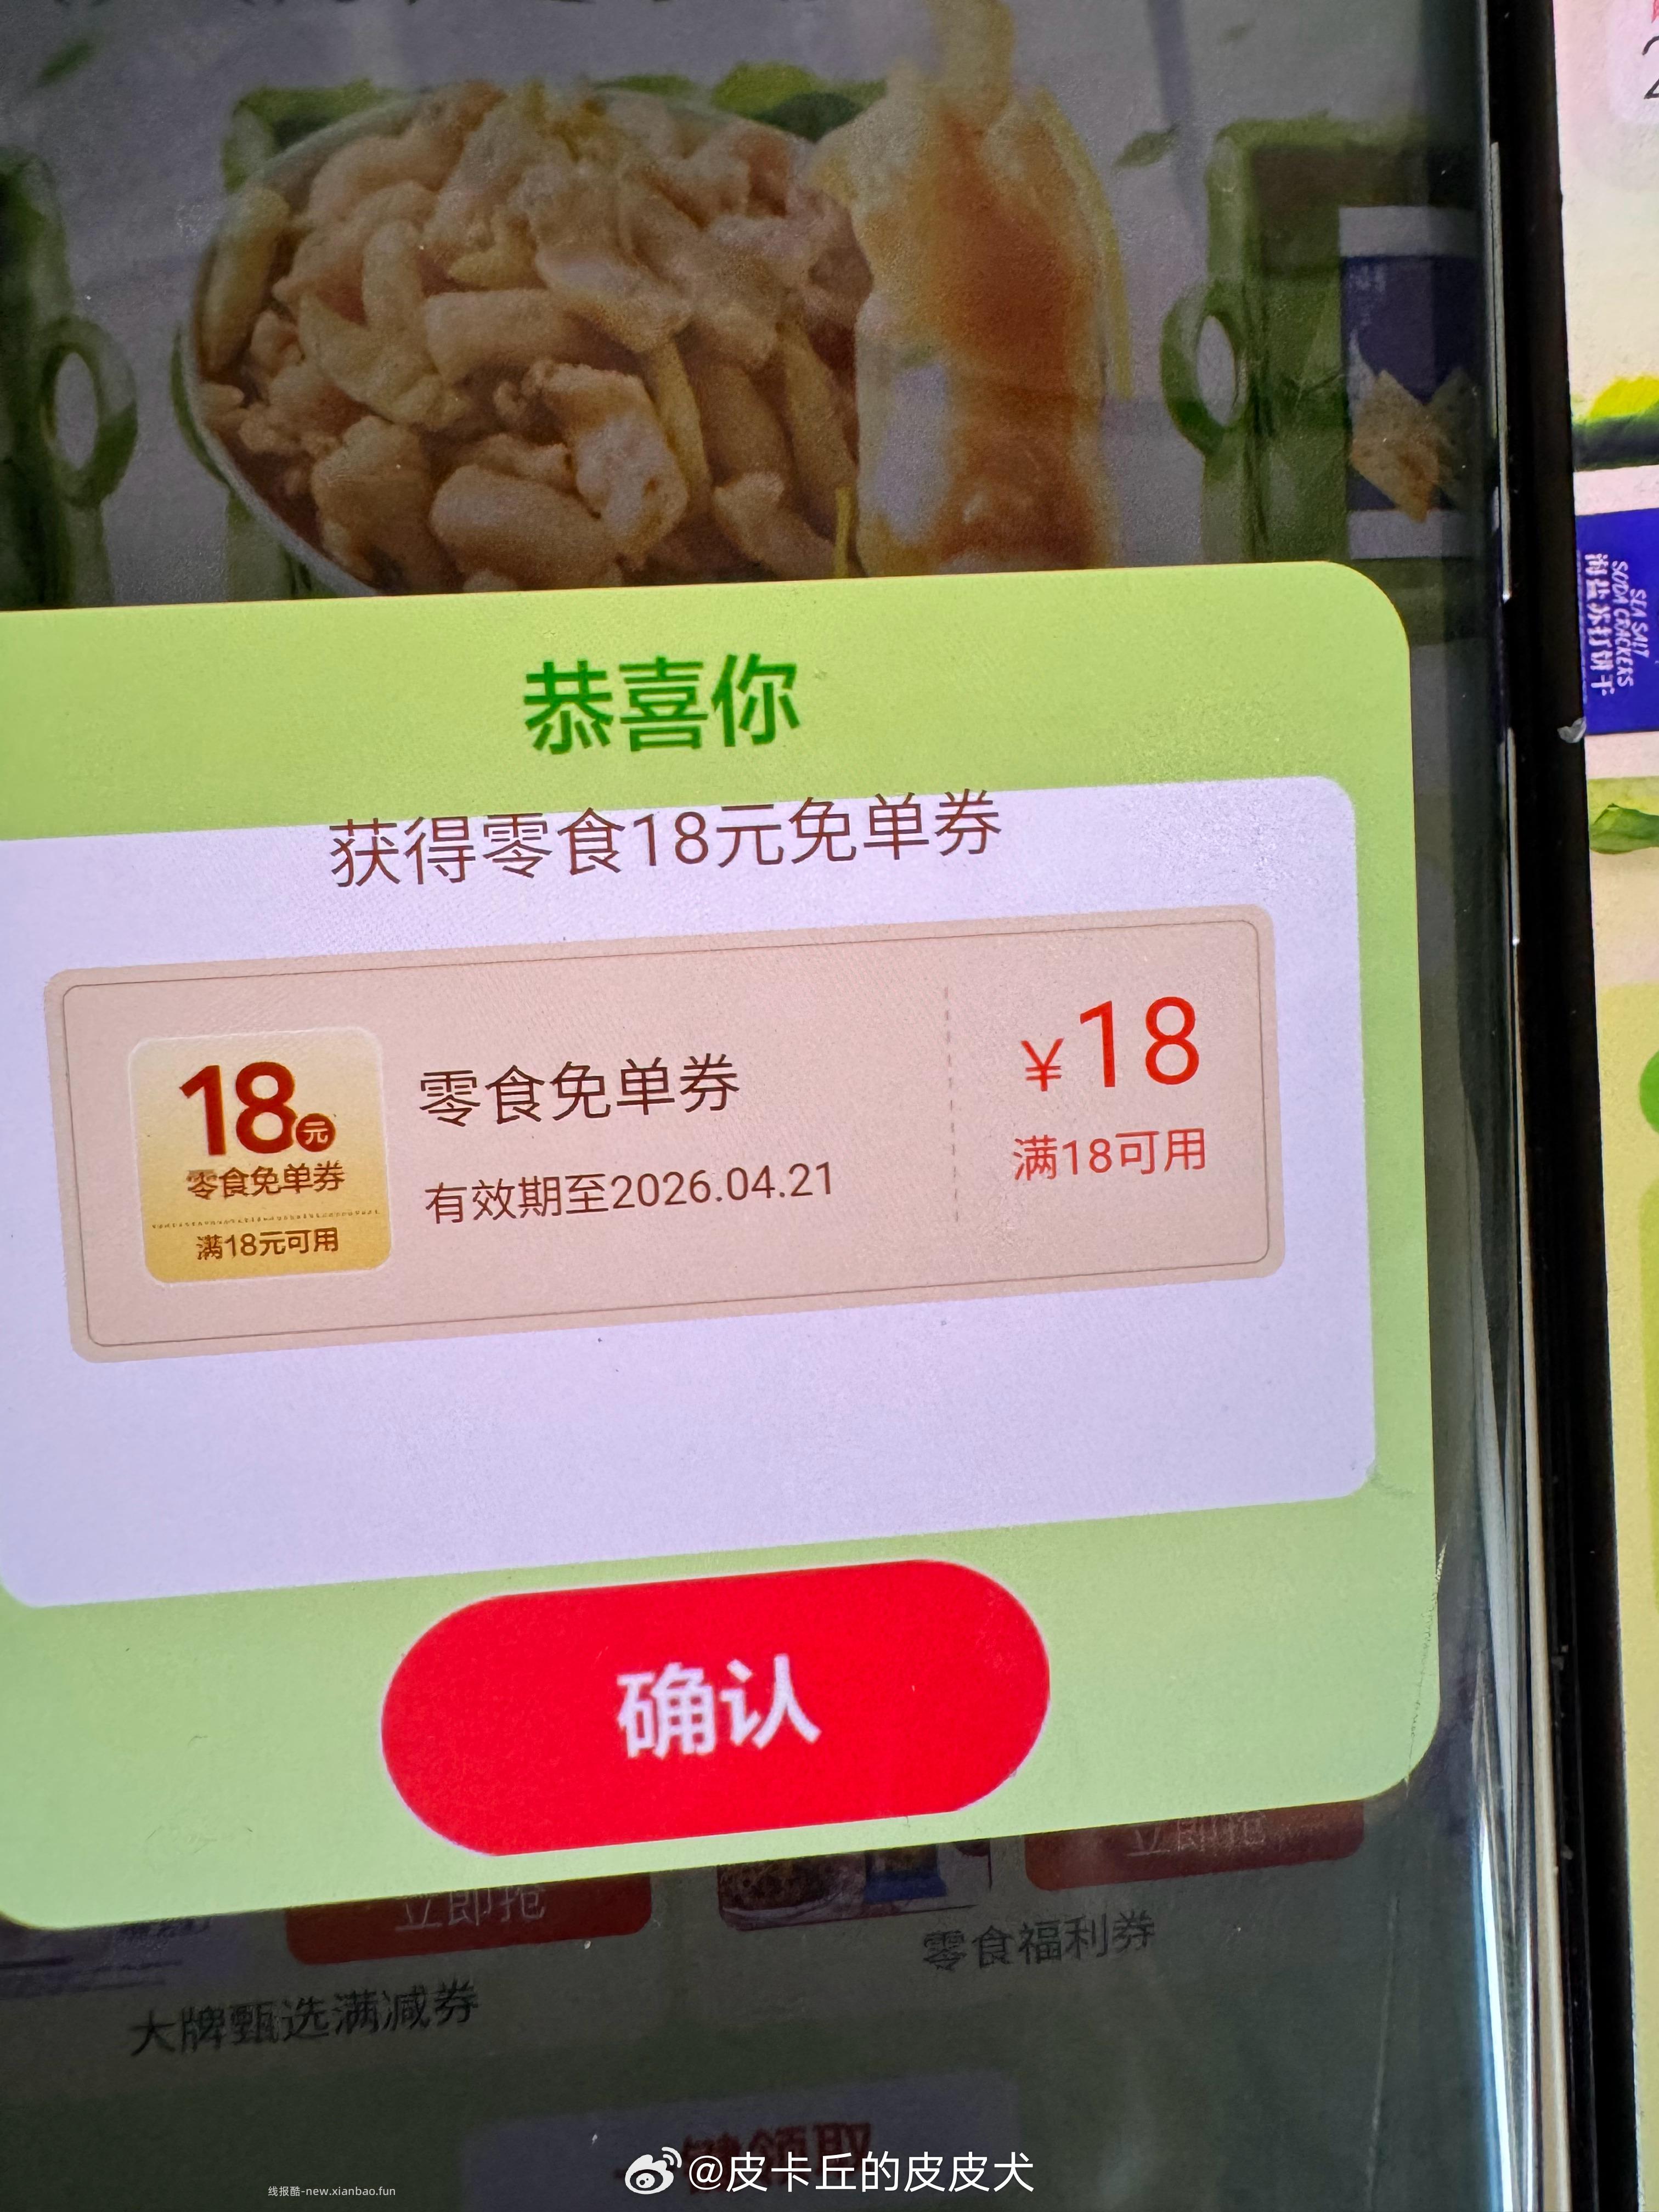 SEA SALT
SODA CRACKERS
海盐苏打饼干
恭喜你
获得零食18元免单券
18元
零食免单券
满18元可用
零食免单券
有效期至2026.04.21
¥18
满18可用
确认
立即抢
立即抢
大牌甄选满减券
零食福利券
领取
@皮卡丘的皮皮犬
线报酷-new.xianbao.fun